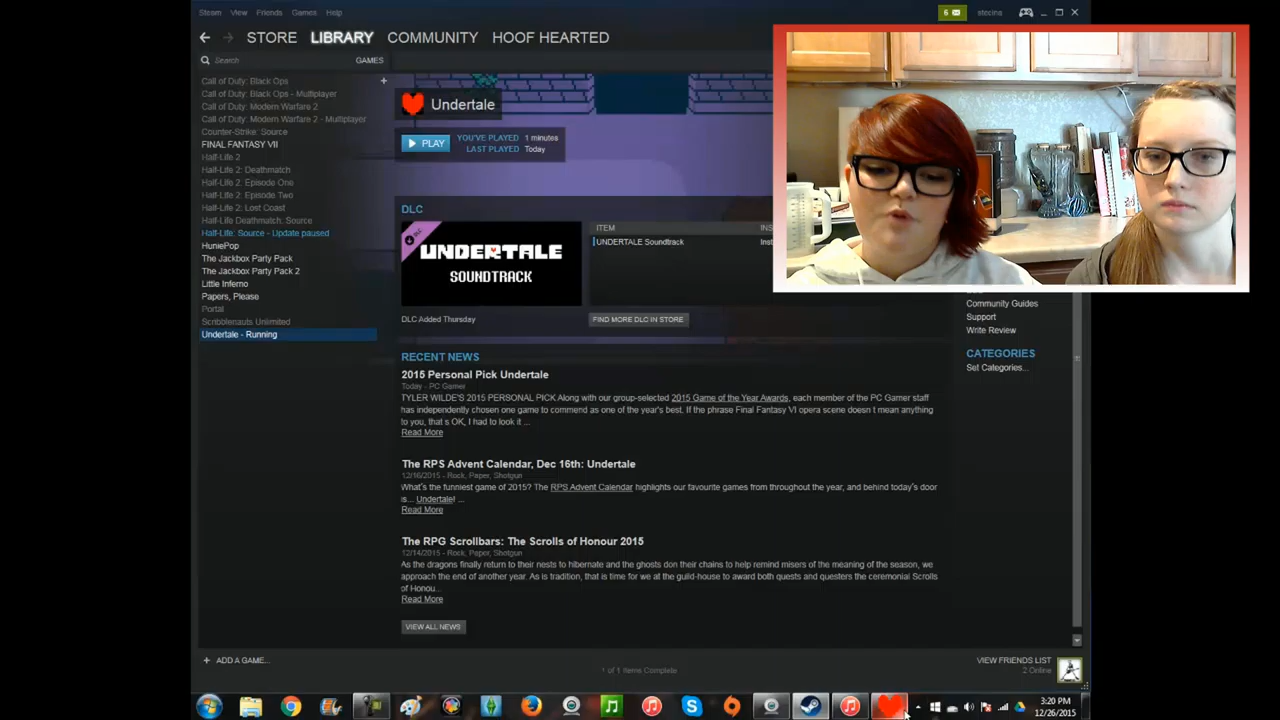 Steam View Friends Games Help
6
stecina
STORE LIBRARY COMMUNITY HOOF HEARTED
Search
GAMES
Call of Duty: Black Ops
Call of Duty: Black Ops - Multiplayer
Call of Duty: Modern Warfare 2
Call of Duty: Modern Warfare 2 - Multiplayer
Counter-Strike: Source
FINAL FANTASY VII
Half-Life 2
Half-Life 2: Deathmatch
Half-Life 2: Episode One
Half-Life 2: Episode Two
Half-Life 2: Lost Coast
Half-Life Deathmatch: Source
Half-Life: Source - Update paused
HuniePop
The Jackbox Party Pack
The Jackbox Party Pack 2
Little Inferno
Papers, Please
Portal
Scribblenauts Unlimited
Undertale - Running
Undertale
PLAY
YOU'VE PLAYED 1 minutes
LAST PLAYED Today
DLC
DLC
UNDERTALE
SOUNDTRACK
ITEM
UNDERTALE Soundtrack
DLC Added Thursday
FIND MORE DLC IN STORE
Community Guides
Support
Write Review
CATEGORIES
Set Categories...
RECENT NEWS
2015 Personal Pick Undertale
Today - PC Gamer
TYLER WILDE'S 2015 PERSONAL PICK Along with our group-selected 2015 Game of the Year Awards, each member of the PC Gamer staff
has independently chosen one game to commend as one of the year's best. If the phrase Final Fantasy VI opera scene doesn t mean anything
to you, that s OK, I had to look it ...
Read More
The RPS Advent Calendar, Dec 16th: Undertale
12/16/2015 - Rock, Paper, Shotgun
What's the funniest game of 2015? The RPS Advent Calendar highlights our favourite games from throughout the year, and behind today's door
is... Undertale! ...
Read More
The RPG Scrollbars: The Scrolls of Honour 2015
12/14/2015 - Rock, Paper, Shotgun
As the dragons finally return to their nests to hibernate and the ghosts don their chains to help remind misers of the meaning of the season, we
approach the end of another year. As is tradition, that is time for we at the guild-house to award both quests and questers the ceremonial Scrolls
of Honou...
Read More
VIEW ALL NEWS
+ ADD A GAME...
1 of 1 Items Complete
VIEW FRIENDS LIST
2 Online
3:20 PM
12/26/2015